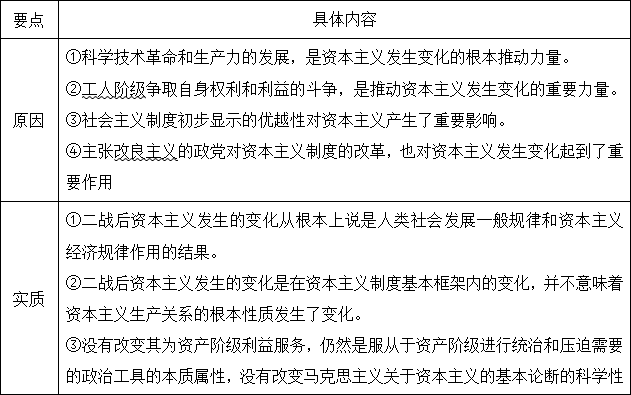 要点
具体内容
原因
①科学技术革命和生产力的发展，是资本主义发生变化的根本推动力量。
②工人阶级争取自身权利和利益的斗争，是推动资本主义发生变化的重要力量。
③社会主义制度初步显示的优越性对资本主义产生了重要影响。
④主张改良主义的政党对资本主义制度的改革，也对资本主义发生变化起到了重
要作用
实质
①二战后资本主义发生的变化从根本上说是人类社会发展一般规律和资本主义
经济规律作用的结果。
②二战后资本主义发生的变化是在资本主义制度基本框架内的变化，并不意味着
资本主义生产关系的根本性质发生了变化。
③没有改变其为资产阶级利益服务，仍然是服从于资产阶级进行统治和压迫需要
的政治工具的本质属性，没有改变马克思主义关于资本主义的基本论断的科学性